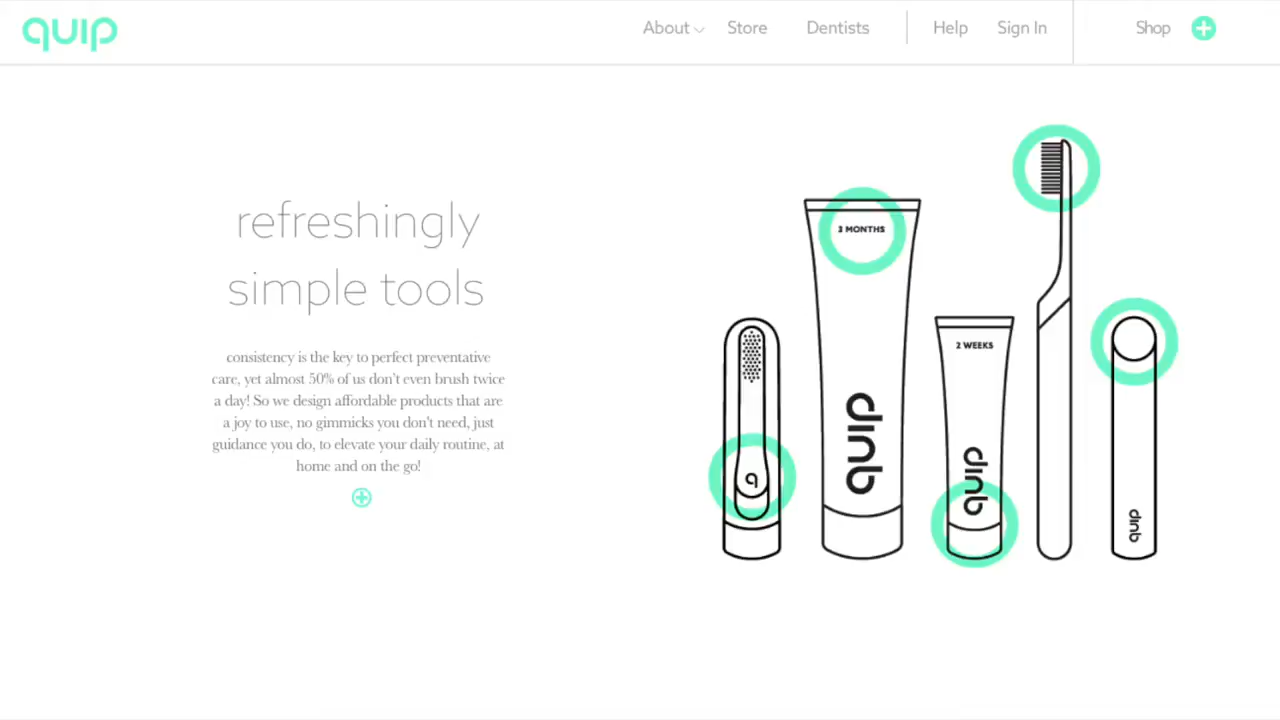 quip
About
Store
Dentists
Help
Sign In
Shop
refreshingly
simple tools
consistency is the key to perfect preventative
care, yet almost 50% of us don't even brush twice
a day! So we design affordable products that are
a joy to use, no gimmicks you don't need, just
guidance you do, to elevate your daily routine, at
home and on the go!
3 MONTHS
quip
2 WEEKS
quip
q
quip